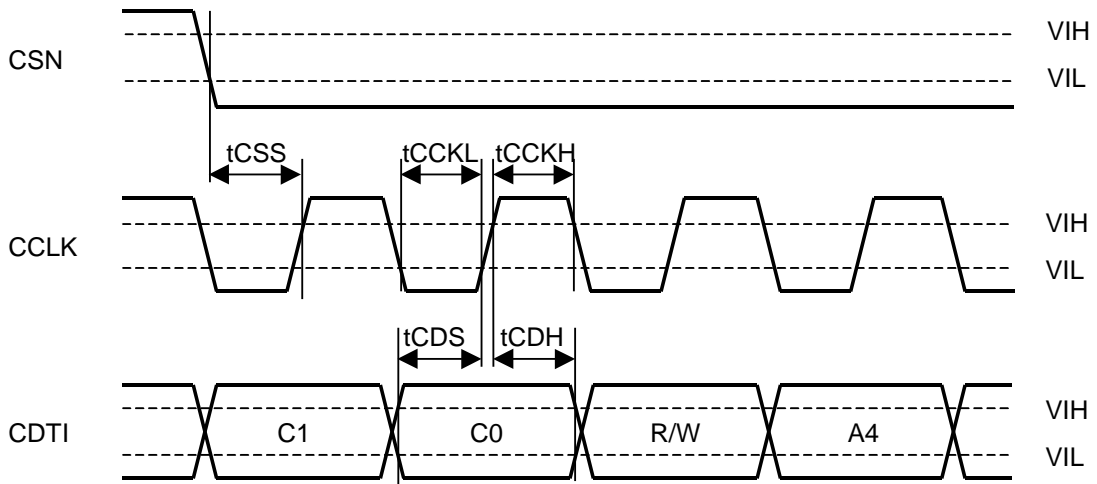 VIH
CSN
VIL
tCSS tCCKL tCCKH
VIH
CCLK
VIL
tCDS tCDH
VIH
CDTI C1 C0 R/W A4
VIL